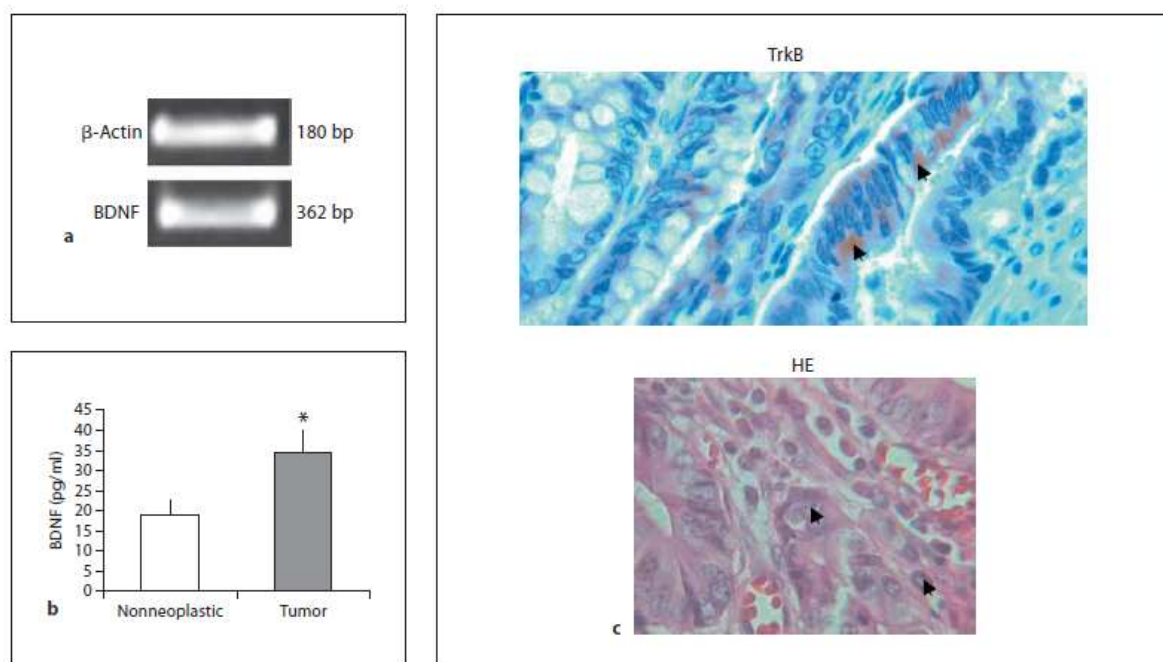 β-Actin
180 bp
BDNF
362 bp
a
BDNF (pg/ml)
45
40
35
30
25
20
15
10
5
0
*
Nonneoplastic
Tumor
b
TrkB
HE
c